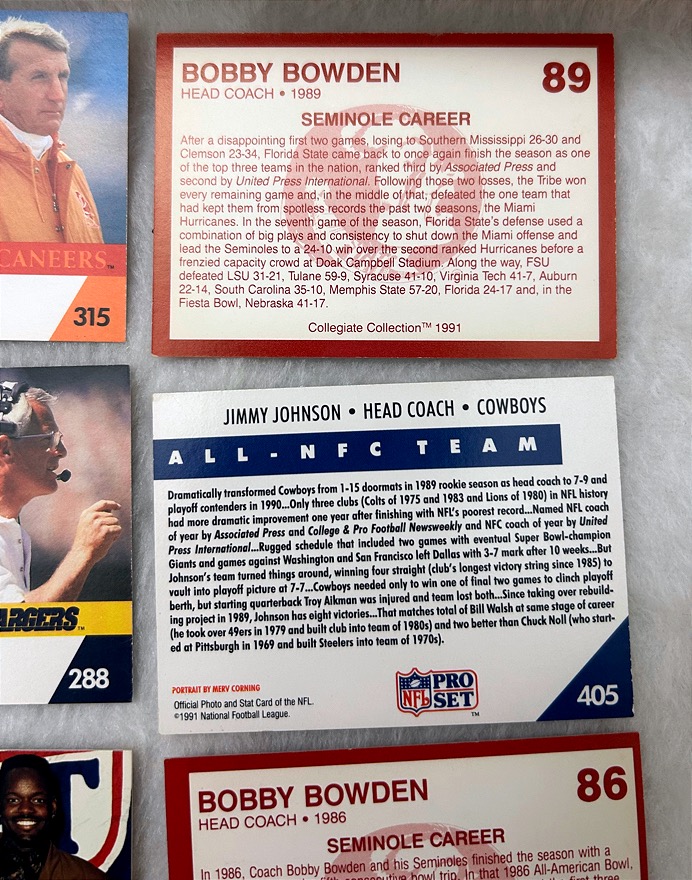 BOBBY BOWDEN
89
HEAD COACH • 1989
SEMINOLE CAREER
After a disappointing first two games, losing to Southern Mississippi 26-30 and
Clemson 23-34, Florida State came back to once again finish the season as one
of the top three teams in the nation, ranked third by Associated Press and
second by United Press International. Following those two losses, the Tribe won
every remaining game and, in the middle of that, defeated the one team that
had kept them from spotless records the past two seasons, the Miami
Hurricanes. In the seventh game of the season, Florida State's defense used a
combination of big plays and consistency to shut down the Miami offense and
lead the Seminoles to a 24-10 win over the second ranked Hurricanes before a
frenzied capacity crowd at Doak Campbell Stadium. Along the way, FSU
defeated LSU 31-21, Tulane 59-9, Syracuse 41-10, Virginia Tech 41-7, Auburn
22-14, South Carolina 35-10, Memphis State 57-20, Florida 24-17 and, in the
Fiesta Bowl, Nebraska 41-17.
Collegiate Collection™ 1991
CANEERS™
315
JIMMY JOHNSON • HEAD COACH • COWBOYS
ALL-NFC TEAM
Dramatically transformed Cowboys from 1-15 doormats in 1989 rookie season as head coach to 7-9 and
playoff contenders in 1990...Only three clubs (Colts of 1975 and 1983 and Lions of 1980) in NFL history
had more dramatic improvement one year after finishing with NFL's poorest record...Named NFL coach
of year by Associated Press and College & Pro Football Newsweekly and NFC coach of year by United
Press International...Rugged schedule that included two games with eventual Super Bowl-champion
Giants and games against Washington and San Francisco left Dallas with 3-7 mark after 10 weeks...But
Johnson's team turned things around, winning four straight (club's longest victory string since 1985) to
vault into playoff picture at 7-7...Cowboys needed only to win one of final two games to clinch playoff
berth, but starting quarterback Troy Aikman was injured and team lost both...Since taking over rebuild-
ing project in 1989, Johnson has eight victories...That matches total of Bill Walsh at same stage of career
(he took over 49ers in 1979 and built club into team of 1980s) and two better than Chuck Noll (who start-
ed at Pittsburgh in 1969 and built Steelers into team of 1970s).
PORTRAIT BY MERV CORNING
Official Photo and Stat Card of the NFL.
©1991 National Football League.
NFL PRO SET™
405
ARGERS™
288
BOBBY BOWDEN
86
HEAD COACH • 1986
SEMINOLE CAREER
In 1986, Coach Bobby Bowden and his Seminoles finished the season with a
fifth consecutive bowl trip. In that 1986 All-American Bowl,